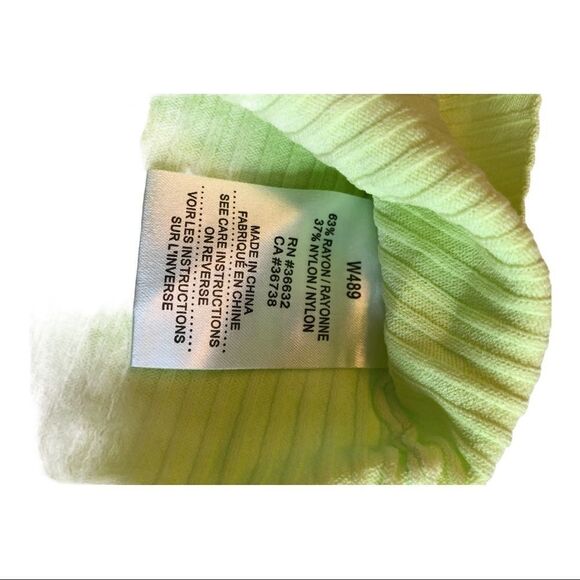 W489
63% RAYON/RAYONNE
37% NYLON/NYLON
RN #36632
CA #36738
MADE IN CHINA
FABRIQUÉ EN CHINE
SEE CARE INSTRUCTIONS
ON REVERSE
VOIR LES INSTRUCTIONS
SUR L'INVERSE